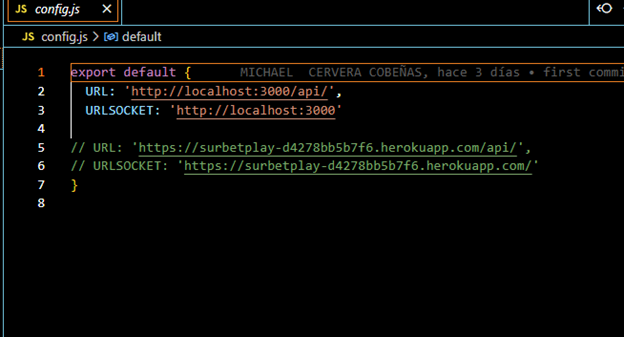 JS config.js ×
JS config.js > default
1 export default { MICHAEL CERVERA COBEÑAS, hace 3 días • first commi
2 URL: 'http://localhost:3000/api/',
3 URLSOCKET: 'http://localhost:3000'
4
5 // URL: 'https://surbetplay-d4278bb5b7f6.herokuapp.com/api/',
6 // URLSOCKET: 'https://surbetplay-d4278bb5b7f6.herokuapp.com/'
7 }
8